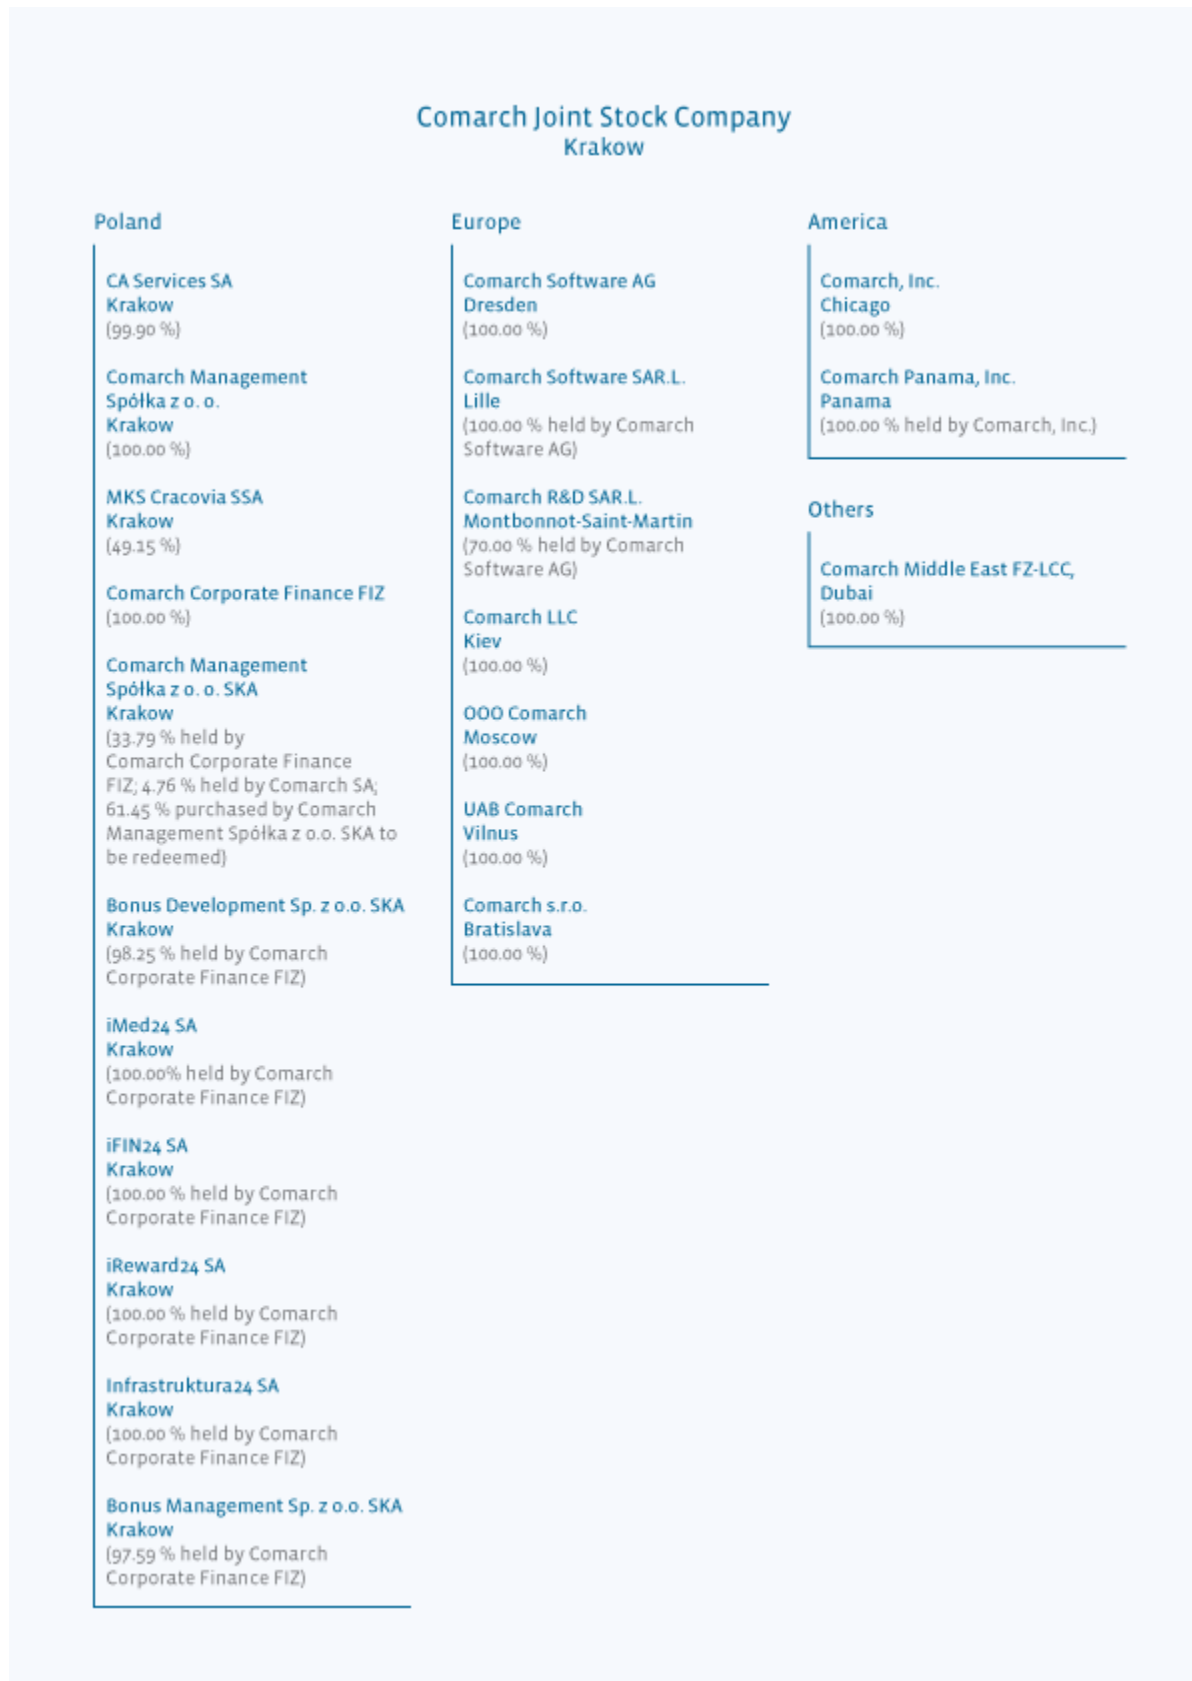 Comarch Joint Stock Company
Krakow
Poland
CA Services SA
Krakow
(99.90 %)
Comarch Management
Spółka z o. o.
Krakow
(100.00 %)
MKS Cracovia SSA
Krakow
(49.15 %)
Comarch Corporate Finance FIZ
(100.00 %)
Comarch Management
Spółka z o. o. SKA
Krakow
(33.79 % held by
Comarch Corporate Finance
FIZ; 4.76 % held by Comarch SA;
61.45 % purchased by Comarch
Management Spółka z o.o. SKA to
be redeemed)
Bonus Development Sp. z o.o. SKA
Krakow
(98.25 % held by Comarch
Corporate Finance FIZ)
iMed24 SA
Krakow
(100.00% held by Comarch
Corporate Finance FIZ)
iFIN24 SA
Krakow
(100.00 % held by Comarch
Corporate Finance FIZ)
iReward24 SA
Krakow
(100.00 % held by Comarch
Corporate Finance FIZ)
Infrastruktura24 SA
Krakow
(100.00 % held by Comarch
Corporate Finance FIZ)
Bonus Management Sp. z o.o. SKA
Krakow
(97.59 % held by Comarch
Corporate Finance FIZ)
Europe
Comarch Software AG
Dresden
(100.00 %)
Comarch Software SAR.L.
Lille
(100.00 % held by Comarch
Software AG)
Comarch R&D SAR.L.
Montbonnot-Saint-Martin
(70.00 % held by Comarch
Software AG)
Comarch LLC
Kiev
(100.00 %)
OOO Comarch
Moscow
(100.00 %)
UAB Comarch
Vilnus
(100.00 %)
Comarch s.r.o.
Bratislava
(100.00 %)
America
Comarch, Inc.
Chicago
(100.00 %)
Comarch Panama, Inc.
Panama
(100.00 % held by Comarch, Inc.)
Others
Comarch Middle East FZ-LCC,
Dubai
(100.00 %)